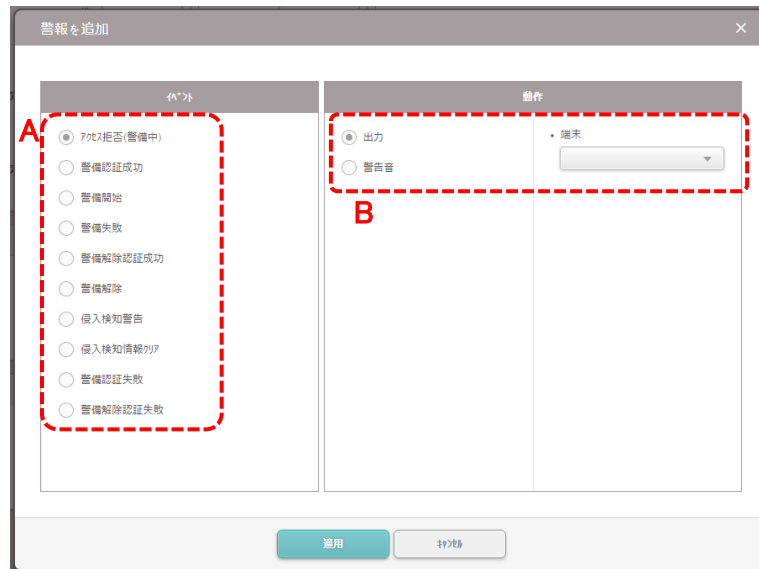 警報を追加
×
ｲﾍﾞﾝﾄ
動作
A
ｱｸｾｽ拒否(警備中)
警備認証成功
警備開始
警備失敗
警備解除認証成功
警備解除
侵入検知警告
侵入検知情報ｸﾘｱ
警備認証失敗
警備解除認証失敗
出力
• 端末
警告音
B
適用
ｷｬﾝｾﾙ